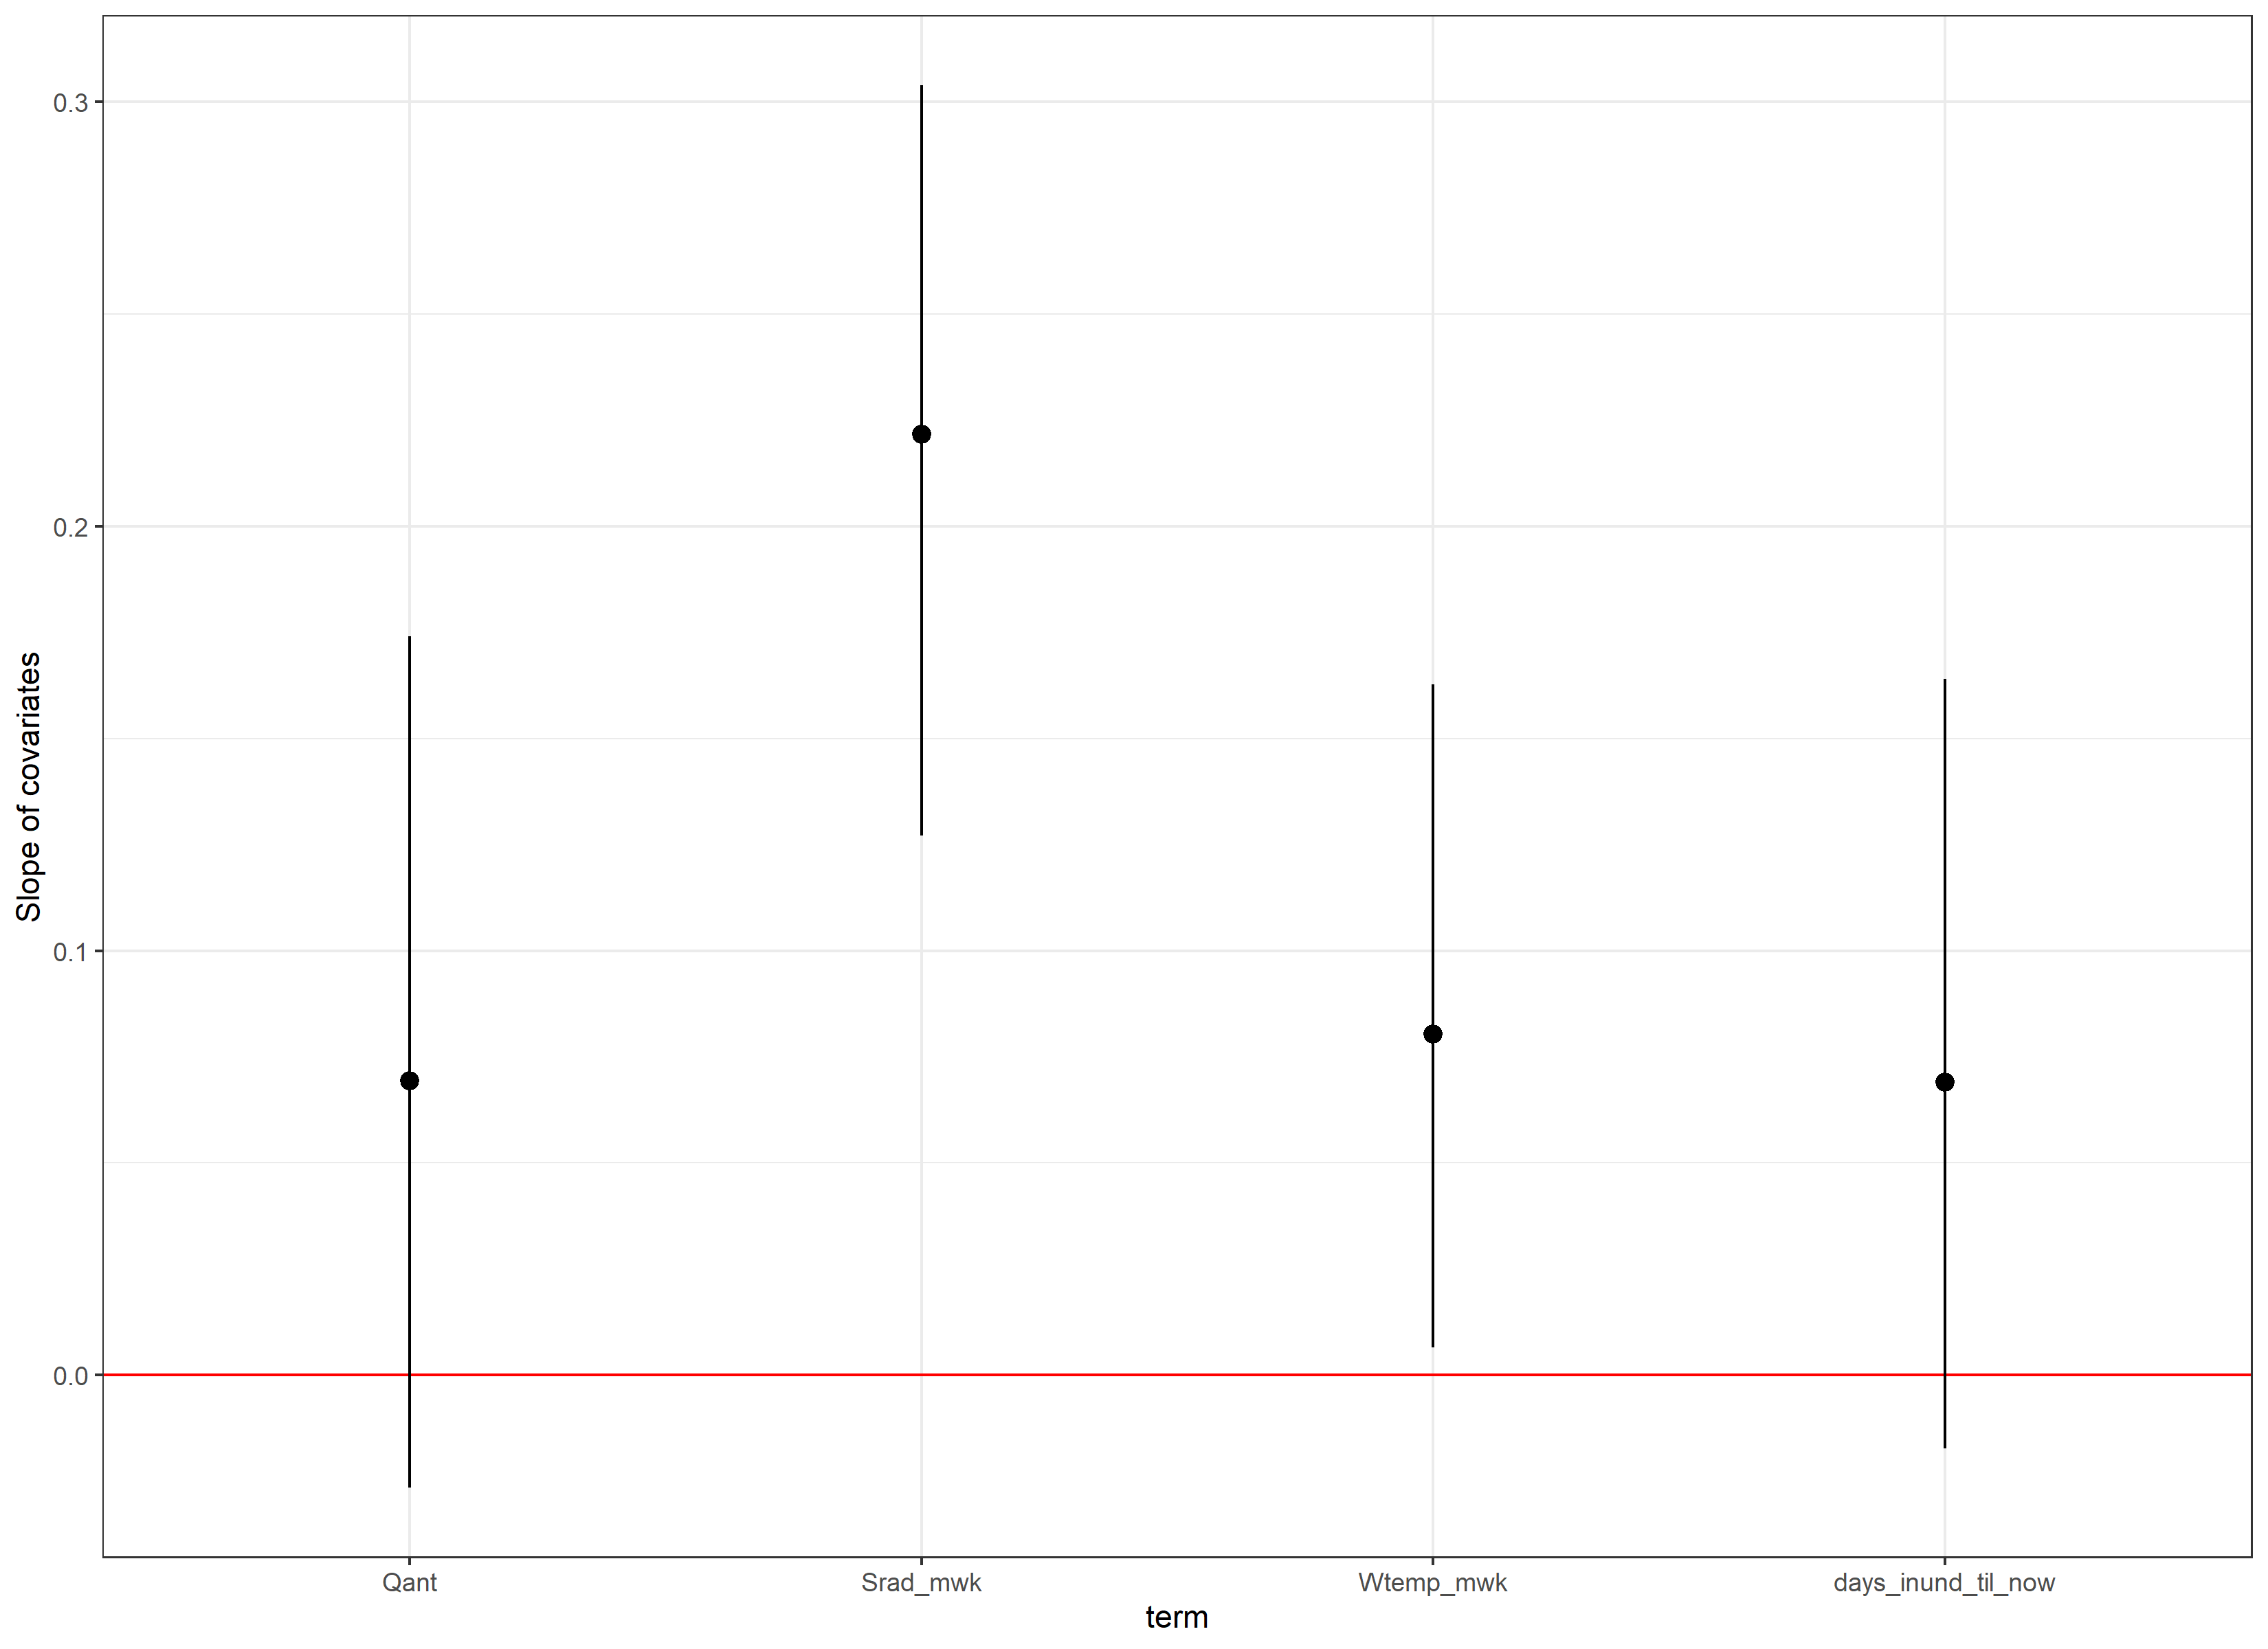 Slope of covariates
0.3
0.2
0.1
0.0
Qant Srad_mwk Wtemp_mwk days_inund_til_now
term